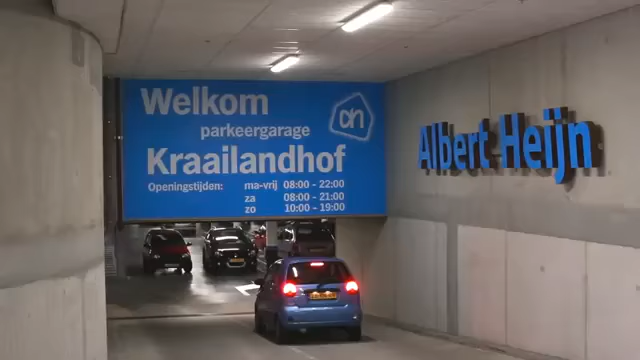 Welkom
parkeergarage
ah
Kraailandhof
Openingstijden: ma-vrij 08:00 - 22:00
za 08:00 - 21:00
zo 10:00 - 19:00
Albert Heijn